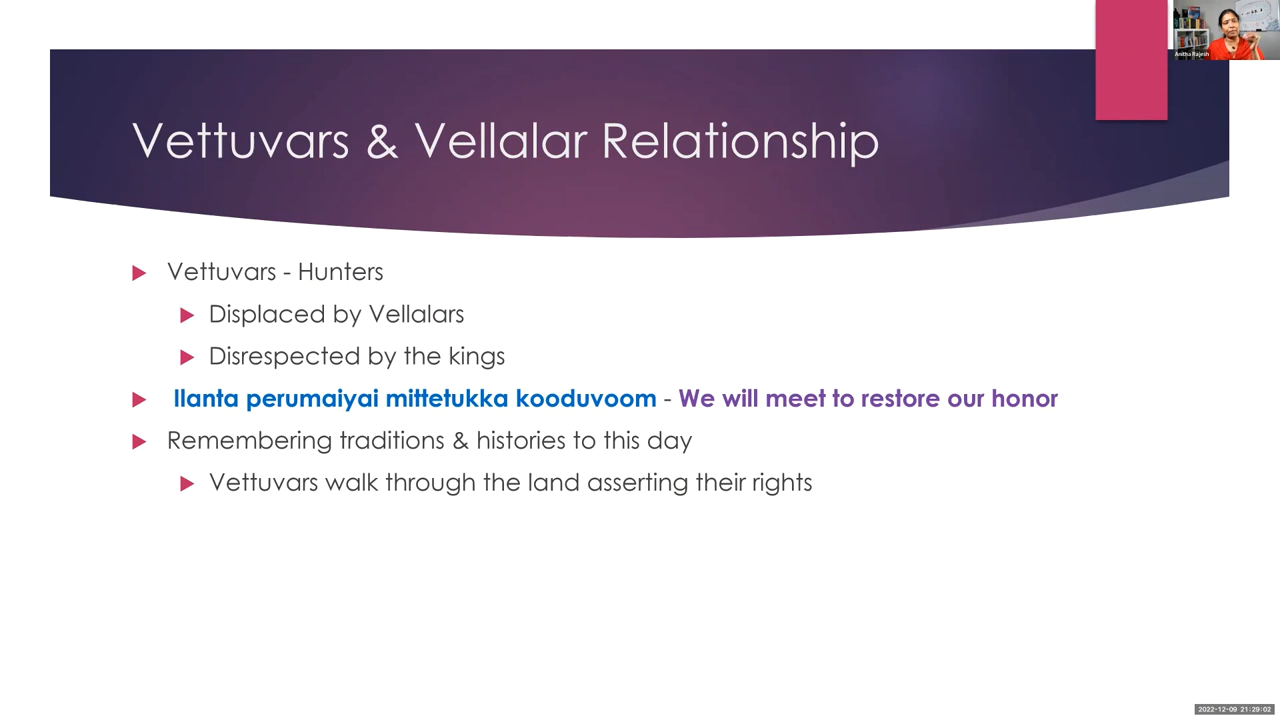 Anitha Rajesh
Vettuvars & Vellalar Relationship
Vettuvars - Hunters
Displaced by Vellalars
Disrespected by the kings
Ilanta perumaiyai mittetukka kooduvoom - We will meet to restore our honor
Remembering traditions & histories to this day
Vettuvars walk through the land asserting their rights
2022-12-09 21:29:02